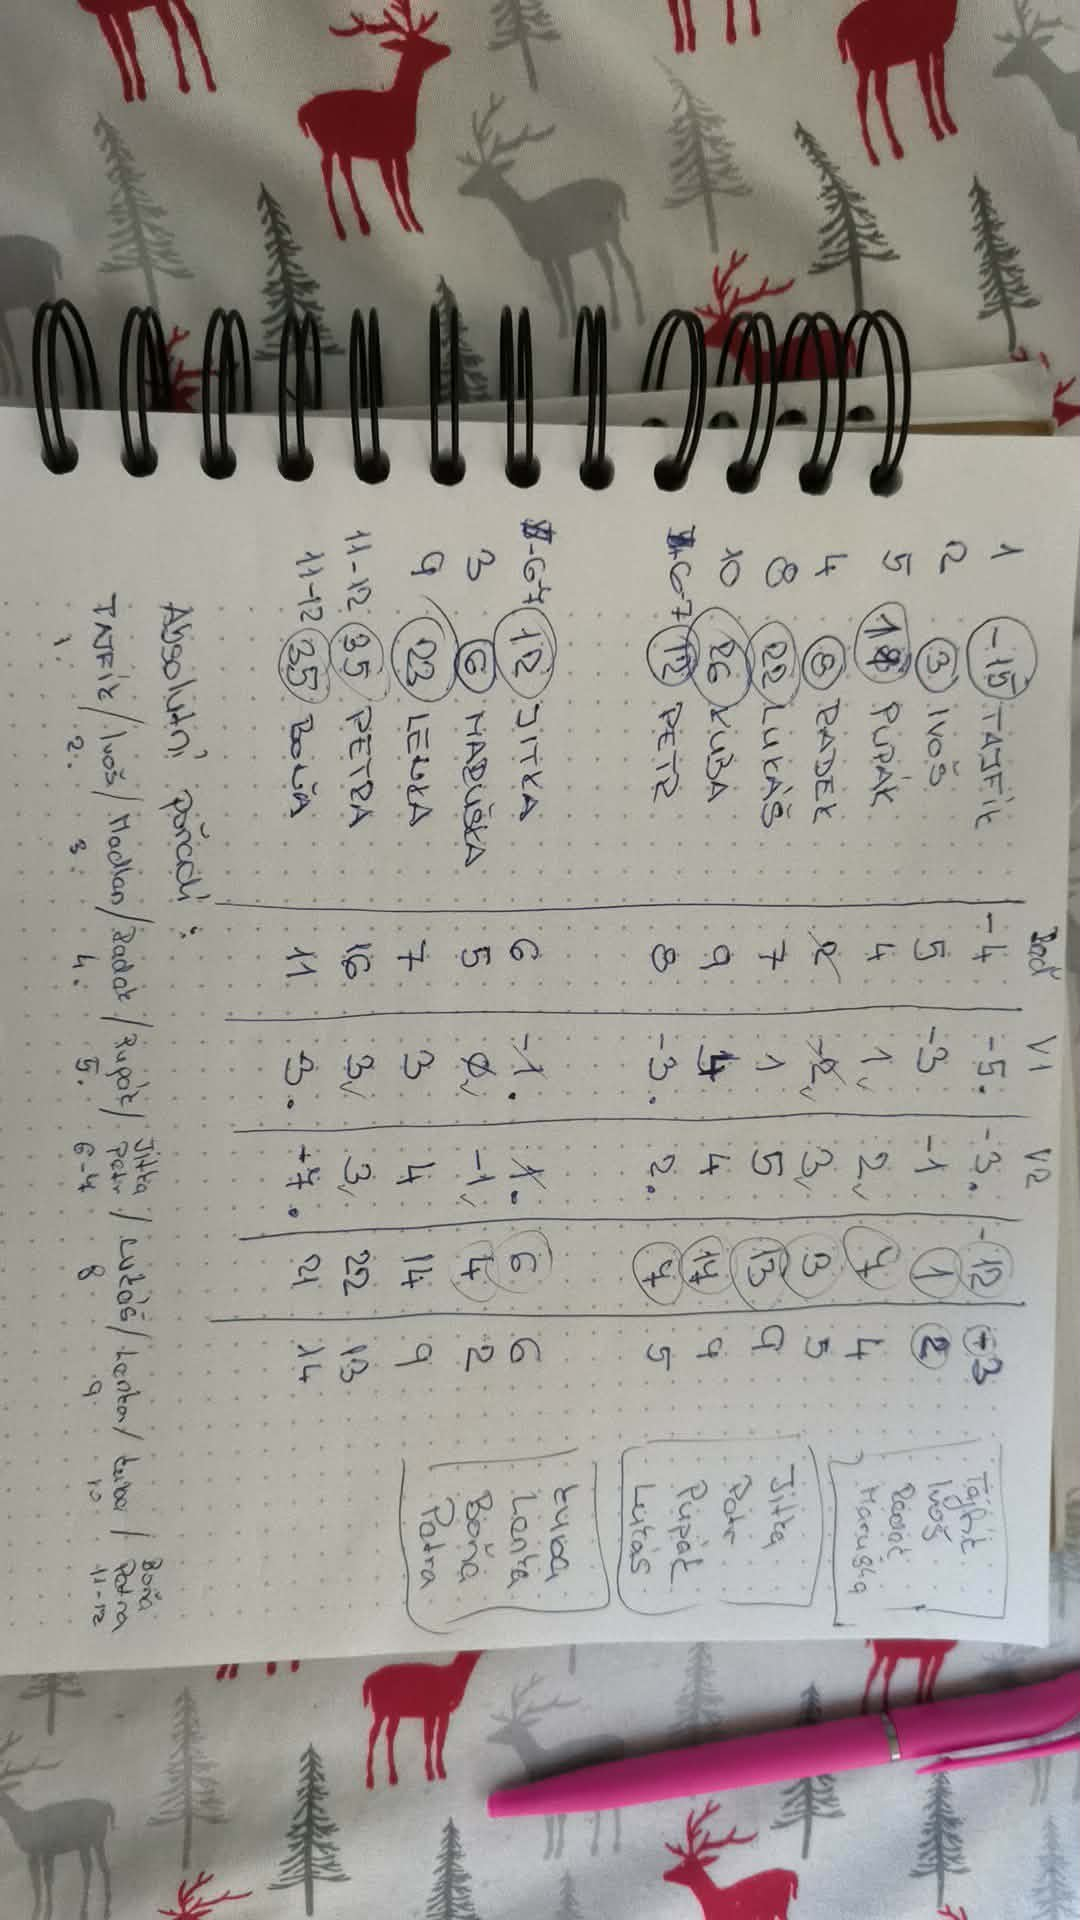 Bod V1 V2
1 -15 TAJFÍK -4 -5. -3. -12 +3
2 3 IVOŠ 5 -3 -1 1 2
5 PUPÁK 4 1, 2, 7 4
4 8 RADEK 2 -2, 3, 3 5
8 22 LUKÁŠ 7 1 5 13 9
10 26 KUBA 9 4 4 17 9
6-7 12 PETR 8 -3. 2. 7 5
6-7 12 JITKA 6 -1. 1. 6 6
3 6 MARUŠKA 5 0, -1, 4 2
9 23 LENKA 7 3 4 14 9
11-12 35 PETRA 16 3, 3, 22 13
11-12 35 BOŇA 11 3. +7. 21 14
Tajfík
Ivoš
Radek
Maruška
Jitka
Petr
Pupák
Lukáš
Kuba
Lenka
Boňa
Petra
Absolutní pořadí:
TAJFÍK / Ivoš / Madlan / Radek / Pupák / Jitka Petr / Lukáš / Lenka / Kuba / Boňa Petra
1. 2. 3. 4. 5. 6-7 8 9 10 11-12